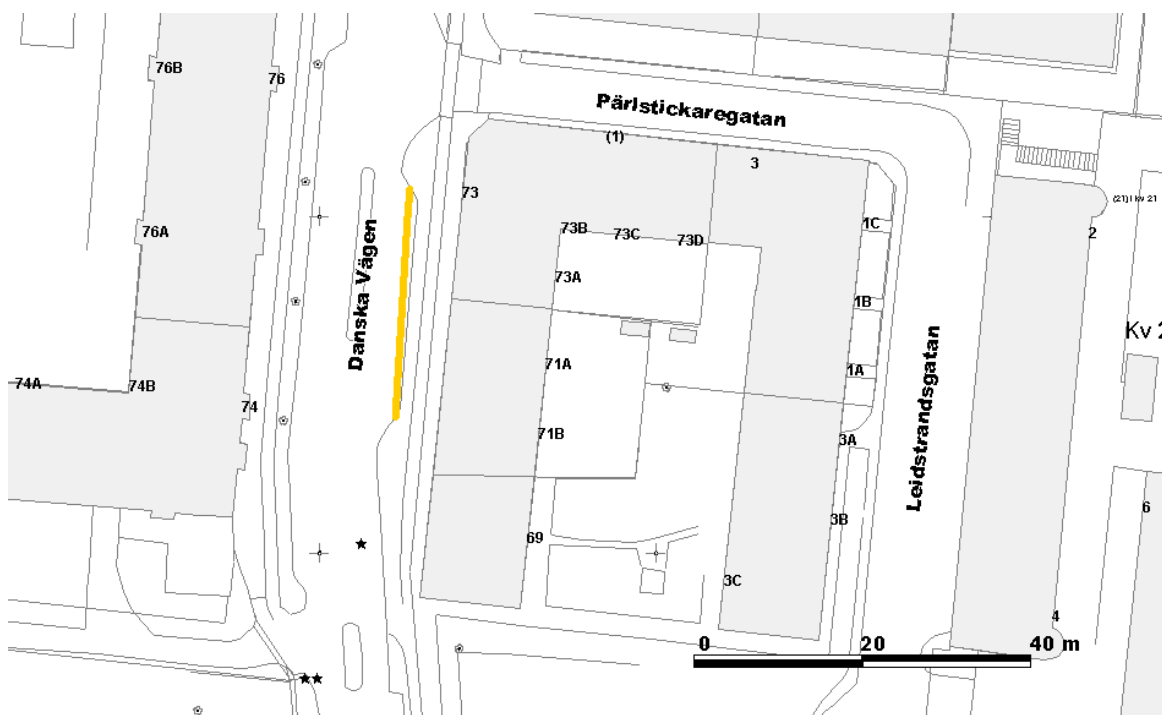 76B
76
Pärlstickaregatan
(1)
3
73
(21) I kv 21
76A
73B
73C
73D
1C
2
Danska Vägen
73A
1B
Kv 2
71A
1A
74A
74B
74
71B
3A
Leidstrandsgatan
3B
6
69
3C
4
0 20 40 m